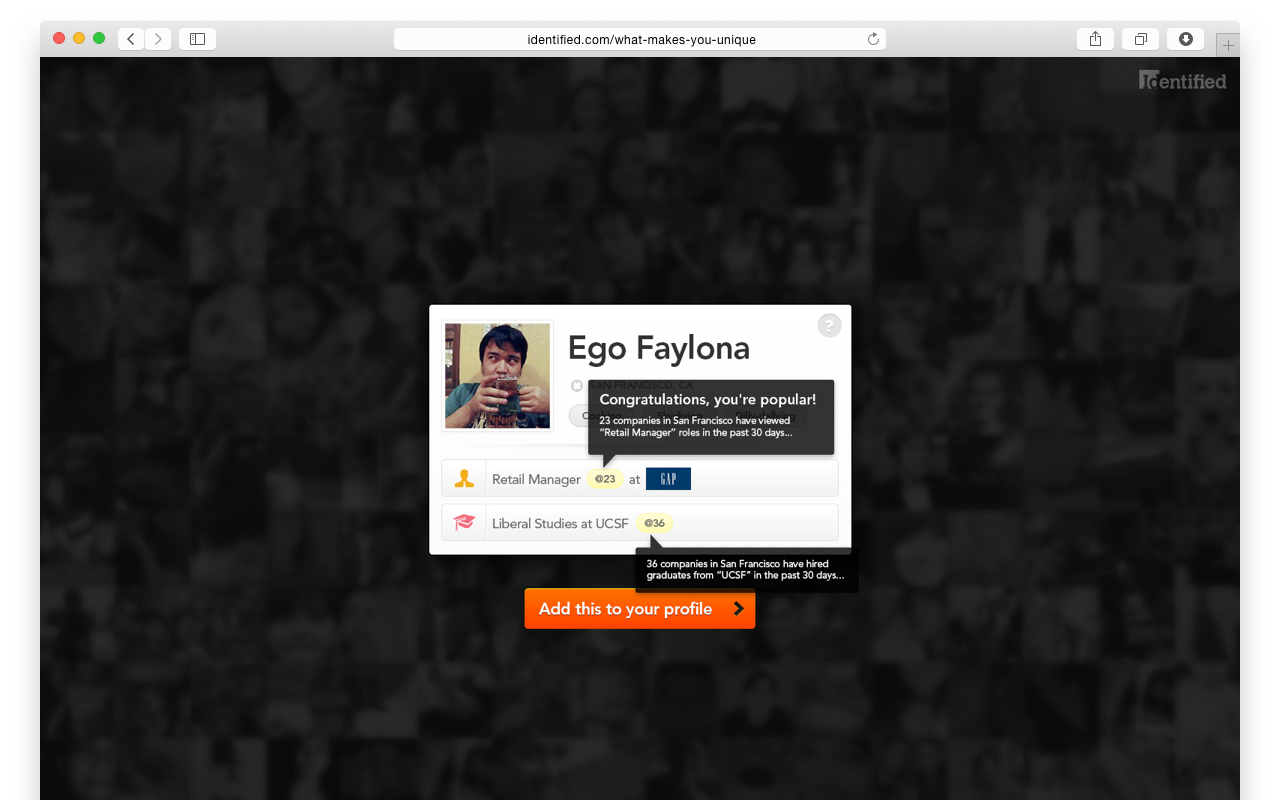 identified.com/what-makes-you-unique
Identified
?
Ego Faylona
SAN FRANCISCO, CA
Congratulations, you're popular!
23 companies in San Francisco have viewed
“Retail Manager” roles in the past 30 days...
Retail Manager @23 at GAP
Liberal Studies at UCSF @36
36 companies in San Francisco have hired
graduates from “UCSF” in the past 30 days...
Add this to your profile